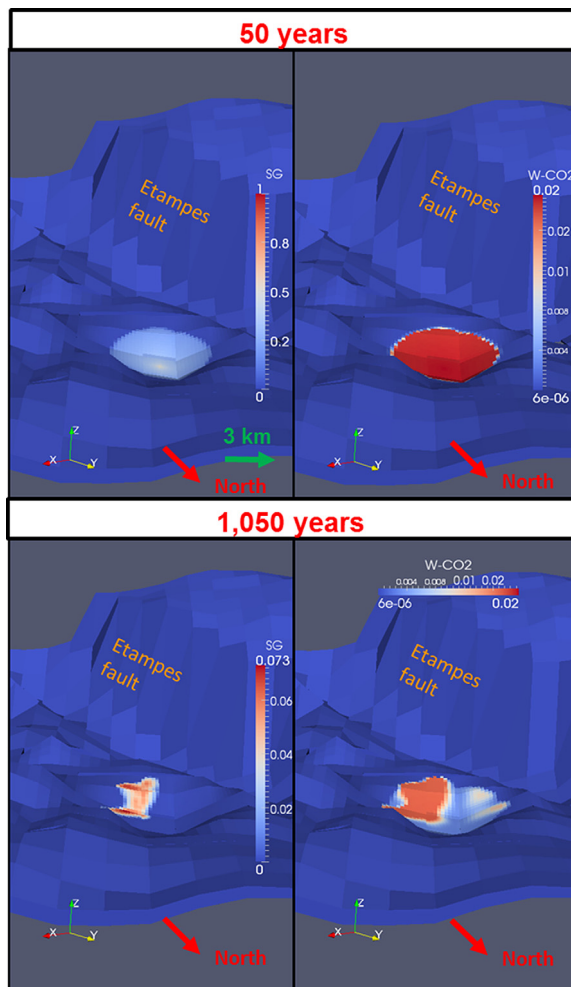 50 years
Etampes
fault
SG
1
0.8
0.5
0.2
0
Z
X
Y
3 km
North
Etampes
fault
W-CO2
0.02
0.02
0.01
0.008
0.004
6e-06
Z
X
Y
North
1,050 years
Etampes
fault
SG
0.073
0.06
0.04
0.02
0
Z
X
Y
North
W-CO2
0.004 0.008 0.01 0.02
6e-06 0.02
Etampes
fault
Z
X
Y
North